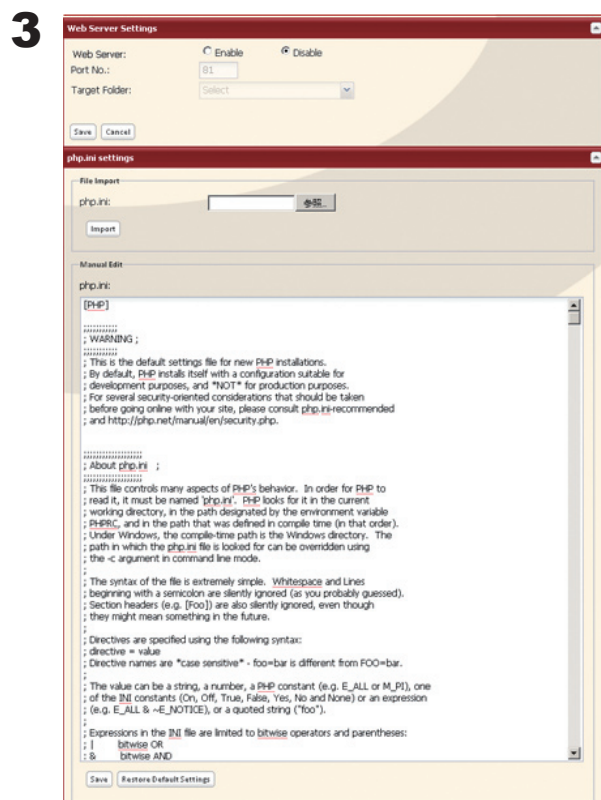 3
Web Server Settings
Web Server: Enable Disable
Port No.: 81
Target Folder: Select
Save Cancel
php.ini settings
File Import
php.ini: 参照...
Import
Manual Edit
php.ini:
[PHP]
;;;;;;;;;;;
; WARNING ;
;;;;;;;;;;;
; This is the default settings file for new PHP installations.
; By default, PHP installs itself with a configuration suitable for
; development purposes, and *NOT* for production purposes.
; For several security-oriented considerations that should be taken
; before going online with your site, please consult php.ini-recommended
; and http://php.net/manual/en/security.php.
;;;;;;;;;;;;;;;;;;;
; About php.ini ;
;;;;;;;;;;;;;;;;;;;
; This file controls many aspects of PHP's behavior. In order for PHP to
; read it, it must be named 'php.ini'. PHP looks for it in the current
; working directory, in the path designated by the environment variable
; PHPRC, and in the path that was defined in compile time (in that order).
; Under Windows, the compile-time path is the Windows directory. The
; path in which the php.ini file is looked for can be overridden using
; the -c argument in command line mode.
;
; The syntax of the file is extremely simple. Whitespace and Lines
; beginning with a semicolon are silently ignored (as you probably guessed).
; Section headers (e.g. [Foo]) are also silently ignored, even though
; they might mean something in the future.
;
; Directives are specified using the following syntax:
; directive = value
; Directive names are *case sensitive* - foo=bar is different from FOO=bar.
;
; The value can be a string, a number, a PHP constant (e.g. E_ALL or M_PI), one
; of the INI constants (On, Off, True, False, Yes, No and None) or an expression
; (e.g. E_ALL & ~E_NOTICE), or a quoted string ("foo").
;
; Expressions in the INI file are limited to bitwise operators and parentheses:
; | bitwise OR
; & bitwise AND
Save Restore Default Settings